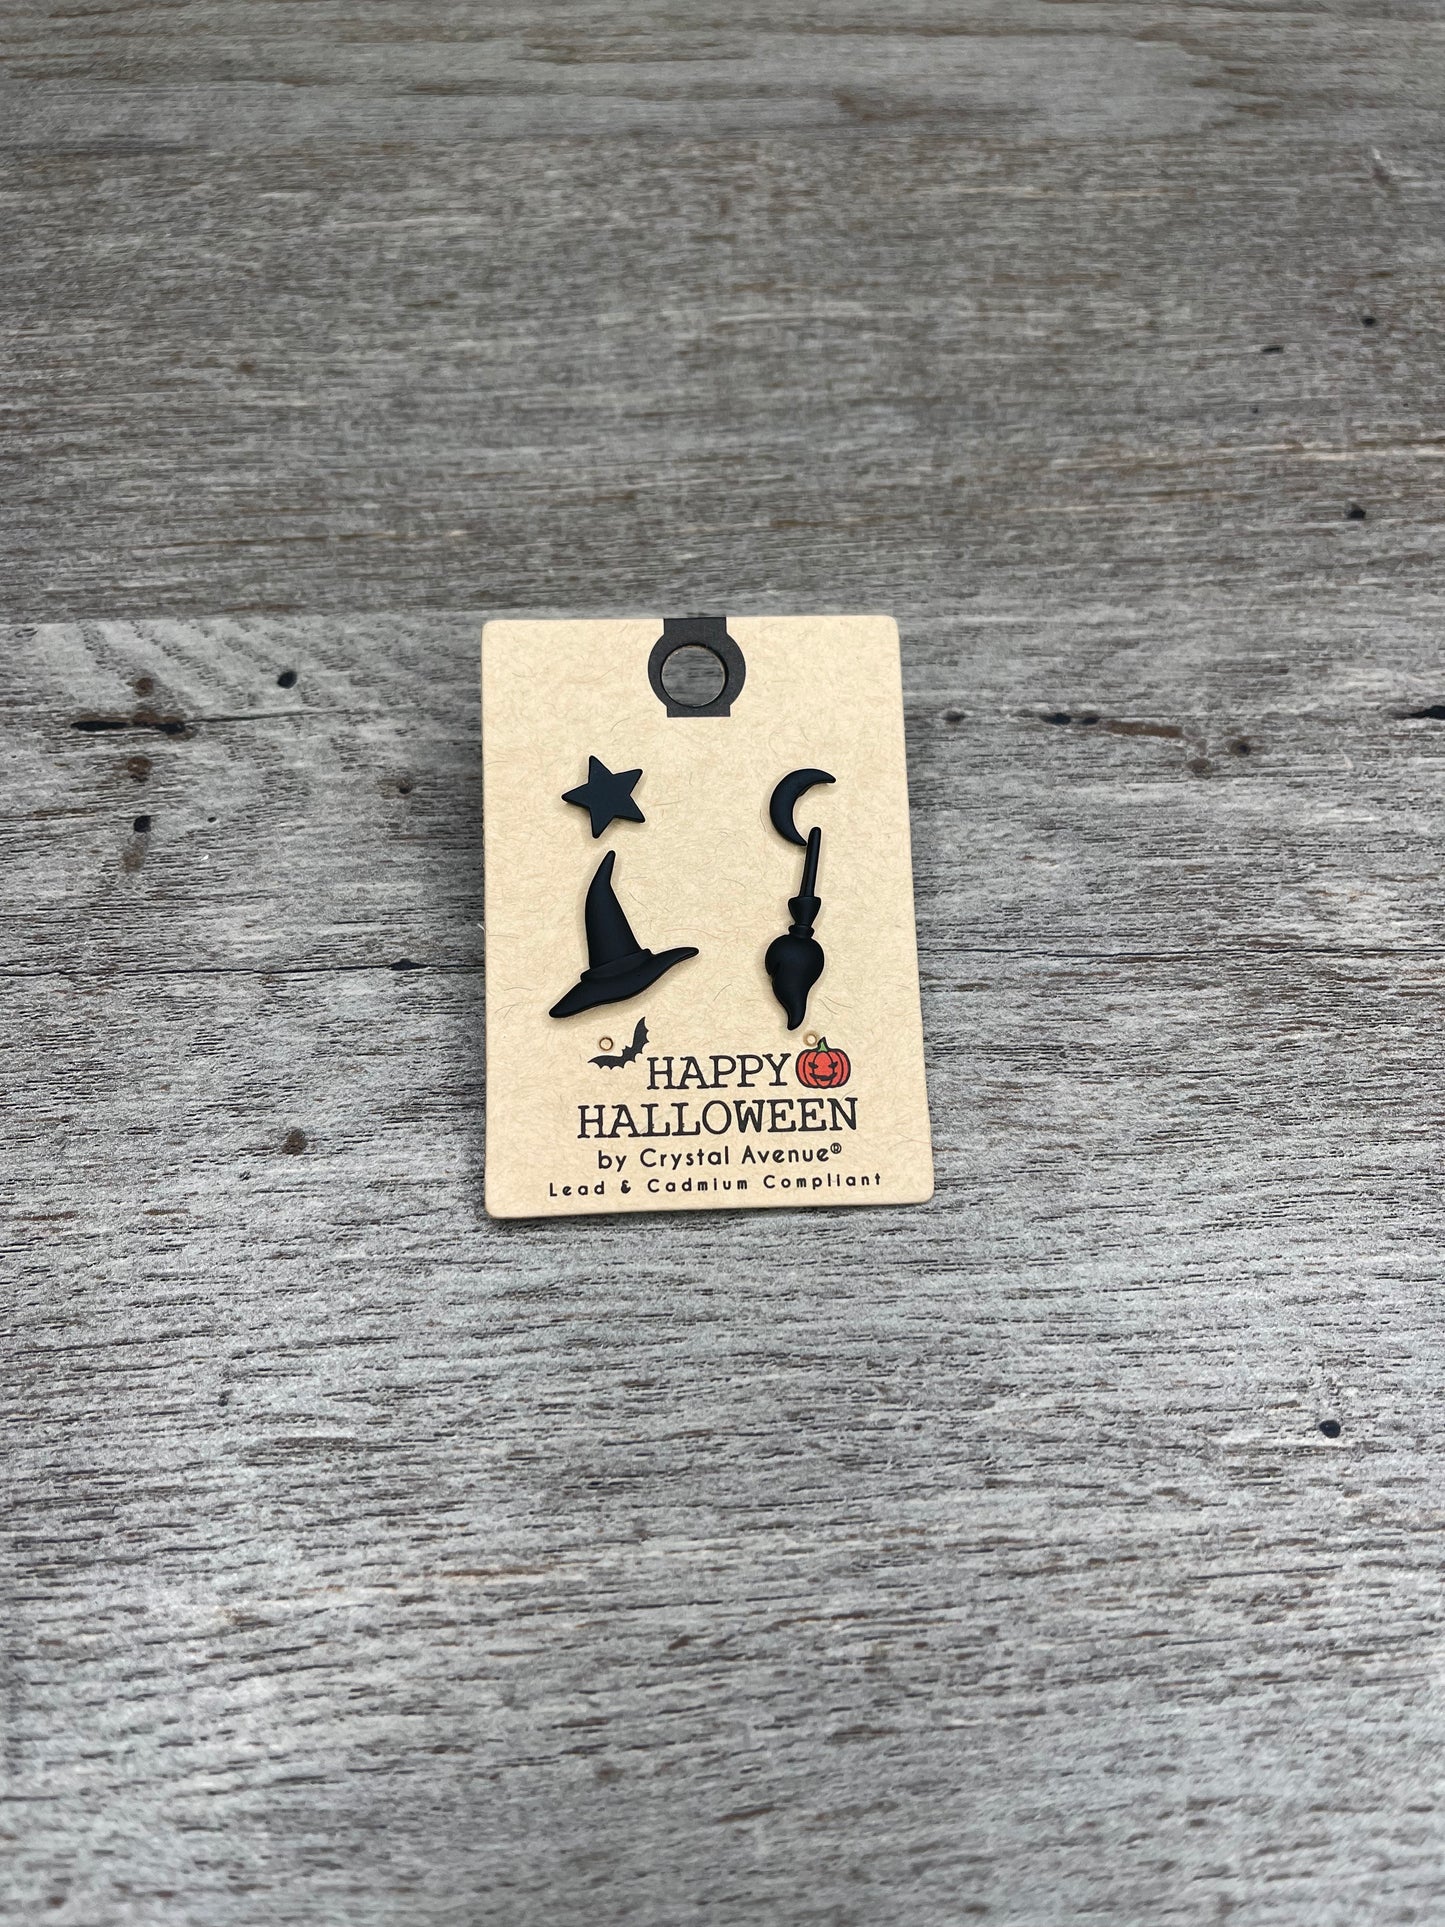 HAPPY
HALLOWEEN
by Crystal Avenue®
Lead & Cadmium Compliant